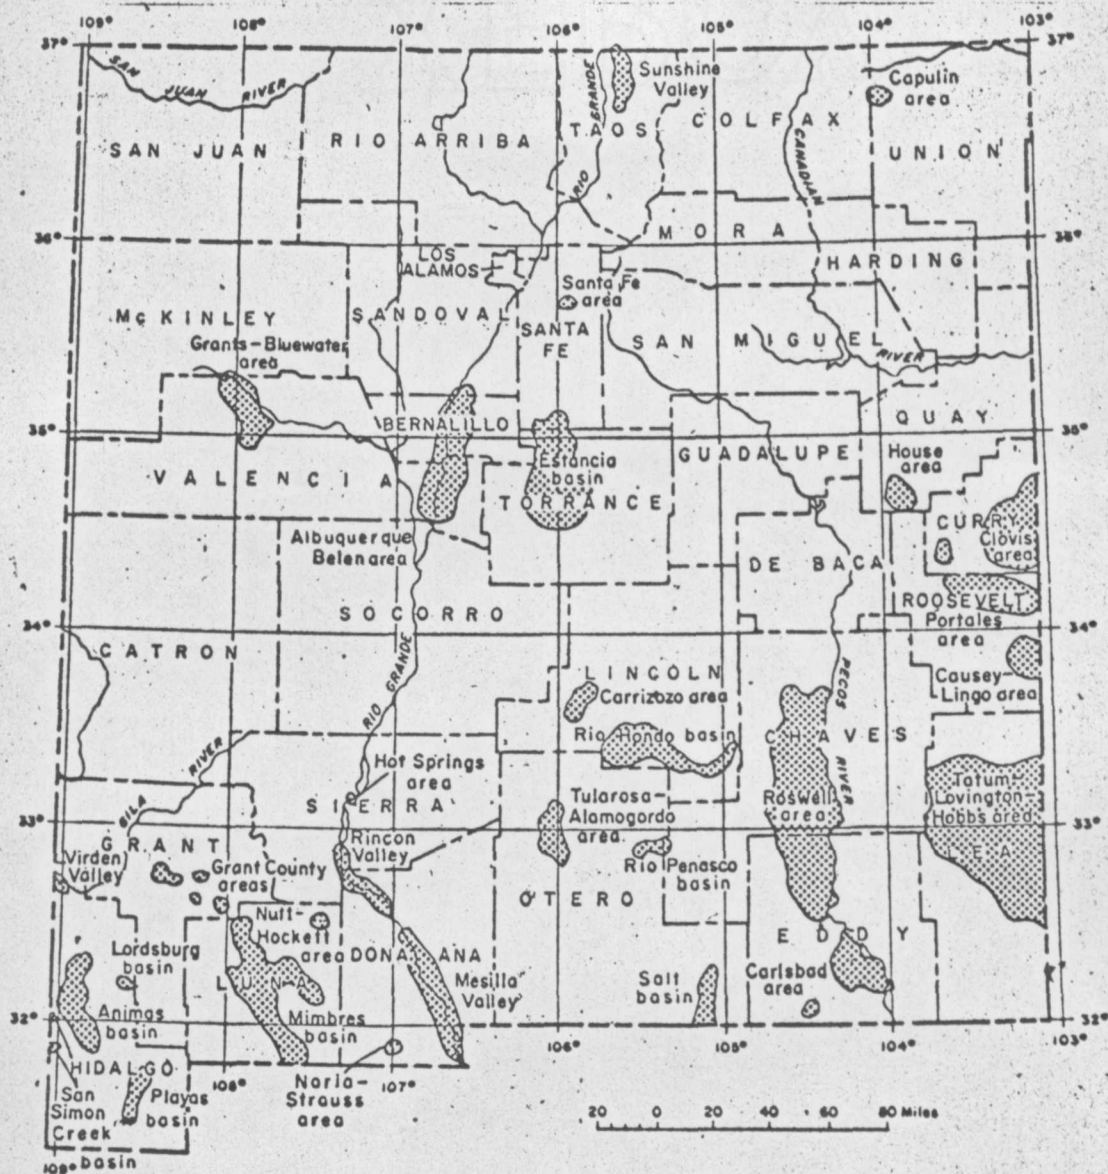 109° 108° 107° 106° 105° 104° 103°
37° 37°
SAN JUAN RIVER
RIO GRANDE
Sunshine
Valley
Capulin
area
SAN JUAN
RIO ARRIBA
TAOS
COLFAX
CANADIAN
UNION
36° 36°
MORA
LOS
ALAMOS
HARDING
Santa Fe
area
McKINLEY
SANDOVAL
SANTA
FE
SAN MIGUEL
RIVER
Grants-Bluewater
area
BERNALILLO
QUAY
35° 35°
VALENCIA
Estancia
basin
TORRANCE
GUADALUPE
House
area
CURRY
Clovis
area
Albuquerque
Belen area
DE BACA
SOCORRO
ROOSEVELT
Portales
area
34° 34°
CATRON
RIO GRANDE
LINCOLN
Carrizozo area
PECOS
RIVER
Causey-
Lingo area
Rio Hondo basin
CHAVES
GILA RIVER
Hot Springs
area
SIERRA
Tularosa-
Alamogordo
area
Roswell
area
Tatum-
Lovington-
Hobbs area
33° 33°
GRANT
Rincon
Valley
LEA
Virden
Valley
Grant County
areas
Rio Penasco
basin
OTERO
Nutt-
Hockett
area
EDDY
Lordsburg
basin
DONA ANA
LUNA
Mesilla
Valley
Salt
basin
Carlsbad
area
Animas
basin
Mimbres
basin
32° 32°
106° 105° 104° 103°
HIDALGO
108° 107°
San
Simon
Creek
basin
Playas
basin
Noria-
Strauss
area
20 0 20 40 60 80 Miles
109°